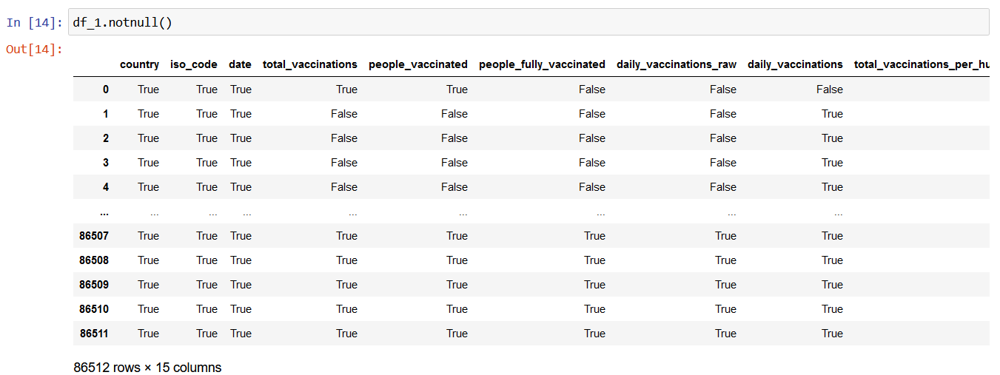 In [14]: df_1.notnull()
Out[14]:
country iso_code date total_vaccinations people_vaccinated people_fully_vaccinated daily_vaccinations_raw daily_vaccinations total_vaccinations_per_hu
0 True True True True True False False False
1 True True True False False False False True
2 True True True False False False False True
3 True True True False False False False True
4 True True True False False False False True
... ... ... ... ... ... ... ... ...
86507 True True True True True True True True
86508 True True True True True True True True
86509 True True True True True True True True
86510 True True True True True True True True
86511 True True True True True True True True
86512 rows × 15 columns